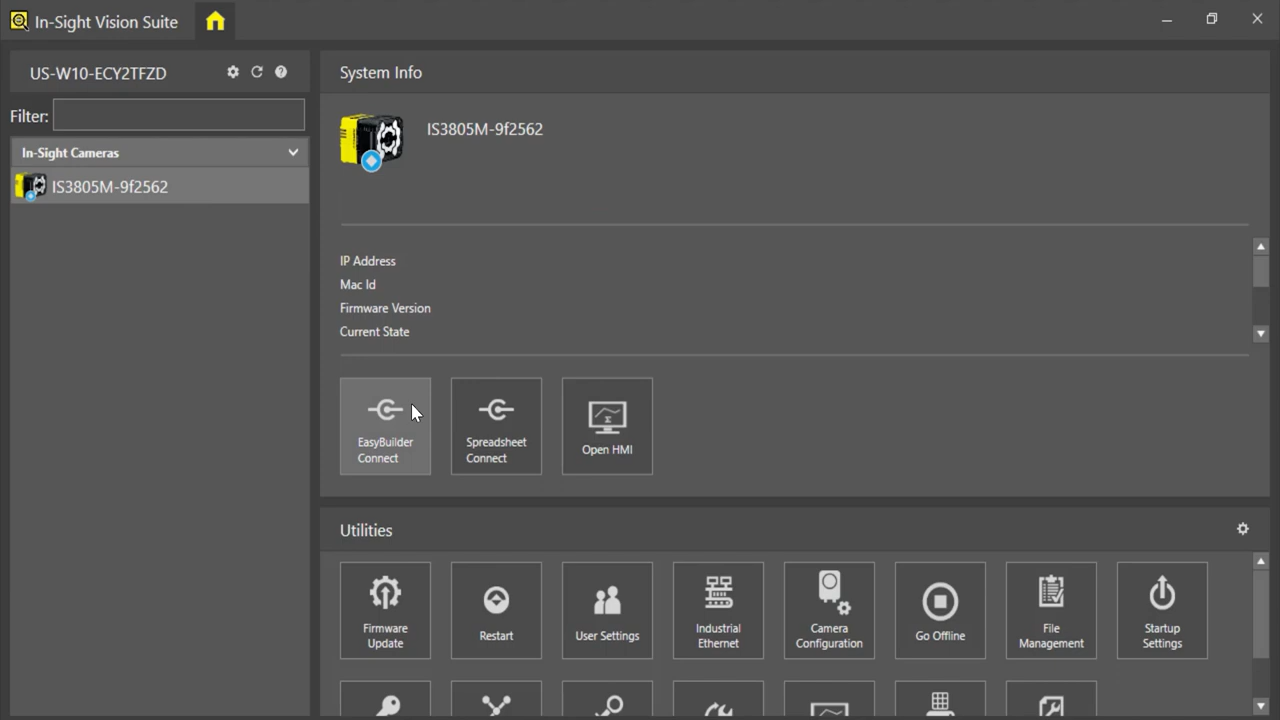 In-Sight Vision Suite
US-W10-ECY2TFZD
Filter:
In-Sight Cameras
IS3805M-9f2562
System Info
IS3805M-9f2562
IP Address
Mac Id
Firmware Version
Current State
EasyBuilder
Connect
Spreadsheet
Connect
Open HMI
Utilities
Firmware
Update
Restart
User Settings
Industrial
Ethernet
Camera
Configuration
Go Offline
File
Management
Startup
Settings